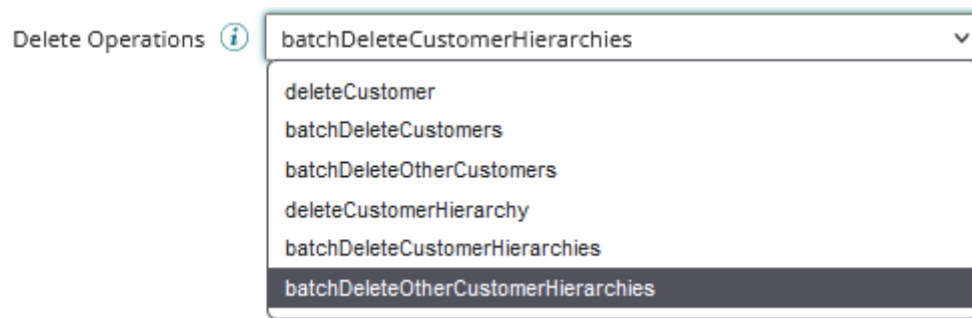 Delete Operations i batchDeleteCustomerHierarchies
deleteCustomer
batchDeleteCustomers
batchDeleteOtherCustomers
deleteCustomerHierarchy
batchDeleteCustomerHierarchies
batchDeleteOtherCustomerHierarchies